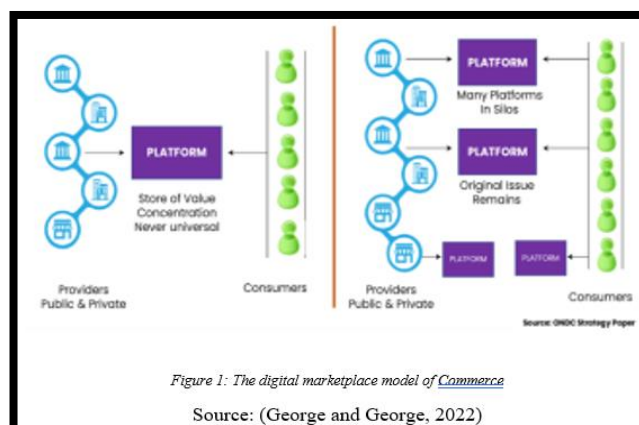 PLATFORM
Store of Value
Concentration
Never universal
Providers
Public & Private
Consumers
PLATFORM
Many Platforms
In Silos
PLATFORM
Original Issue
Remains
PLATFORM
PLATFORM
Providers
Public & Private
Consumers
Source: ONDC Strategy Paper
Figure 1: The digital marketplace model of Commerce
Source: (George and George, 2022)